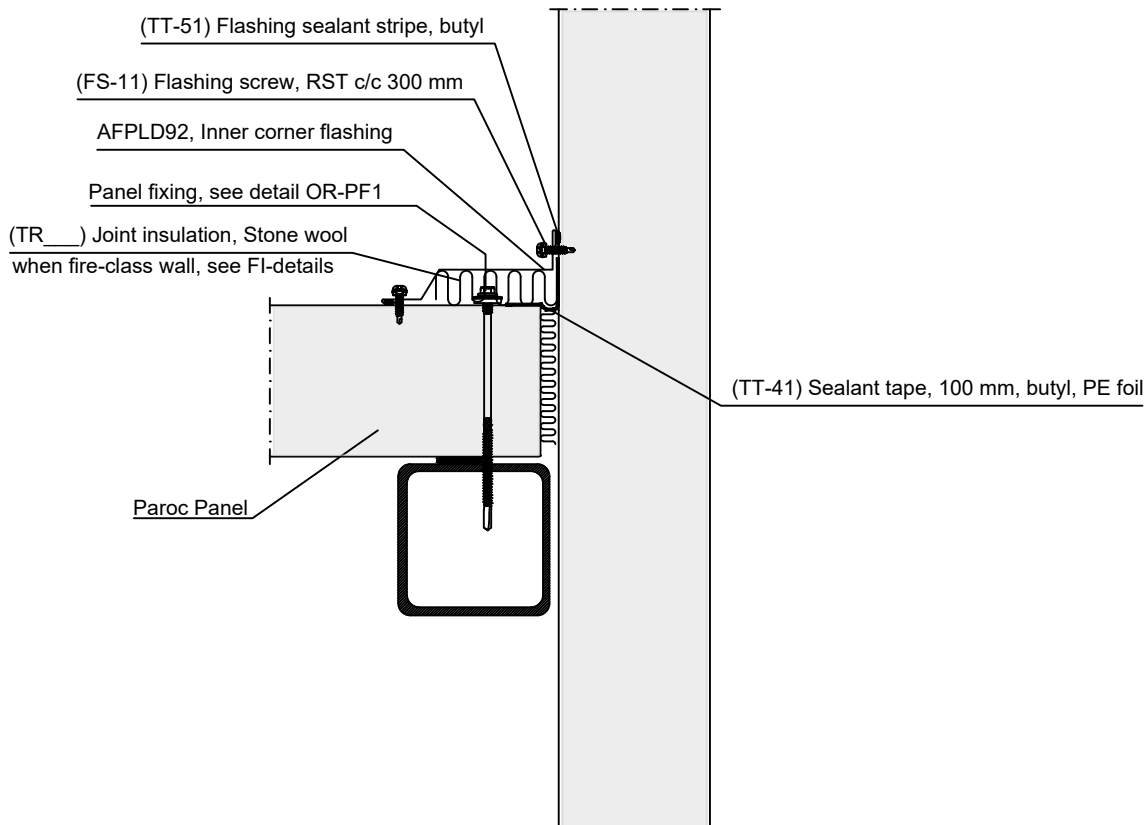 (TT-51) Flashing sealant stripe, butyl
(FS-11) Flashing screw, RST c/c 300 mm
AFPLD92, Inner corner flashing
Panel fixing, see detail OR-PF1
(TR___) Joint insulation, Stone wool
when fire-class wall, see FI-details
(TT-41) Sealant tape, 100 mm, butyl, PE foil
Paroc Panel